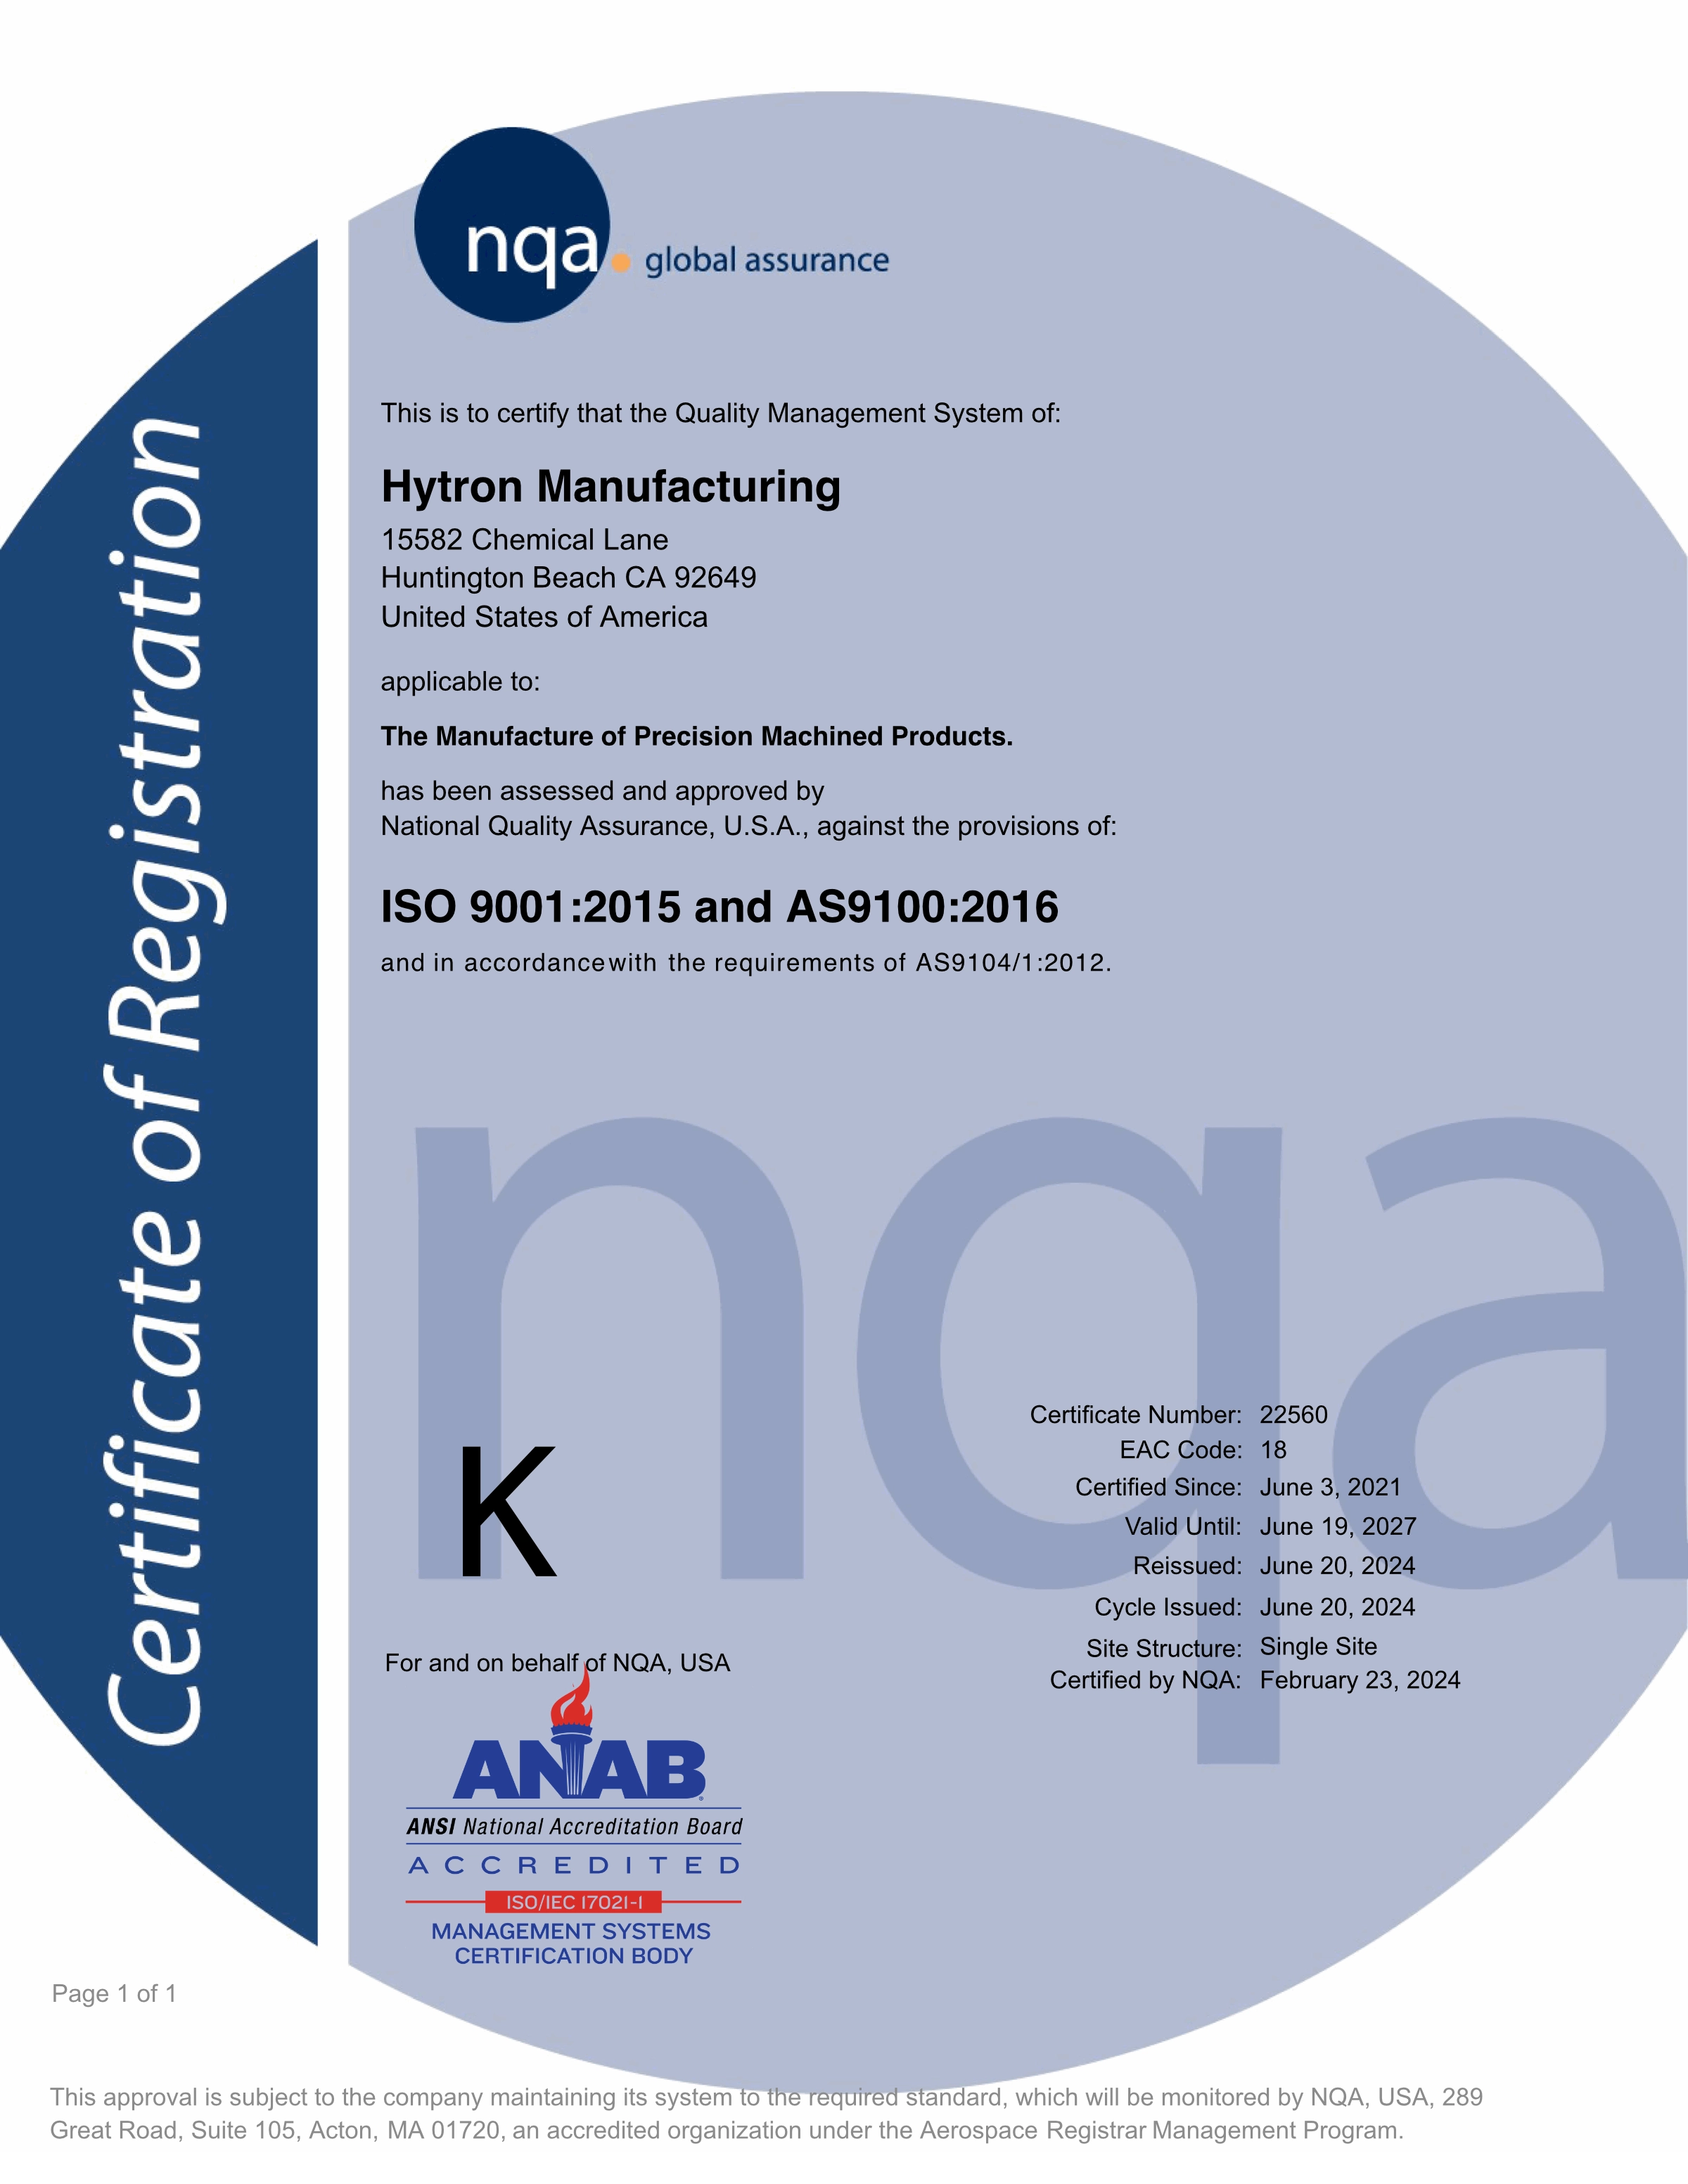 Certificate of Registration
nqa. global assurance
This is to certify that the Quality Management System of:
Hytron Manufacturing
15582 Chemical Lane
Huntington Beach CA 92649
United States of America
applicable to:
The Manufacture of Precision Machined Products.
has been assessed and approved by
National Quality Assurance, U.S.A., against the provisions of:
ISO 9001:2015 and AS9100:2016
and in accordance with the requirements of AS9104/1:2012.
nqa
K
For and on behalf of NQA, USA
Certificate Number: 22560
EAC Code: 18
Certified Since: June 3, 2021
Valid Until: June 19, 2027
Reissued: June 20, 2024
Cycle Issued: June 20, 2024
Site Structure: Single Site
Certified by NQA: February 23, 2024
ANAB
ANSI National Accreditation Board
ACCREDITED
ISO/IEC 17021-1
MANAGEMENT SYSTEMS
CERTIFICATION BODY
Page 1 of 1
This approval is subject to the company maintaining its system to the required standard, which will be monitored by NQA, USA, 289
Great Road, Suite 105, Acton, MA 01720, an accredited organization under the Aerospace Registrar Management Program.